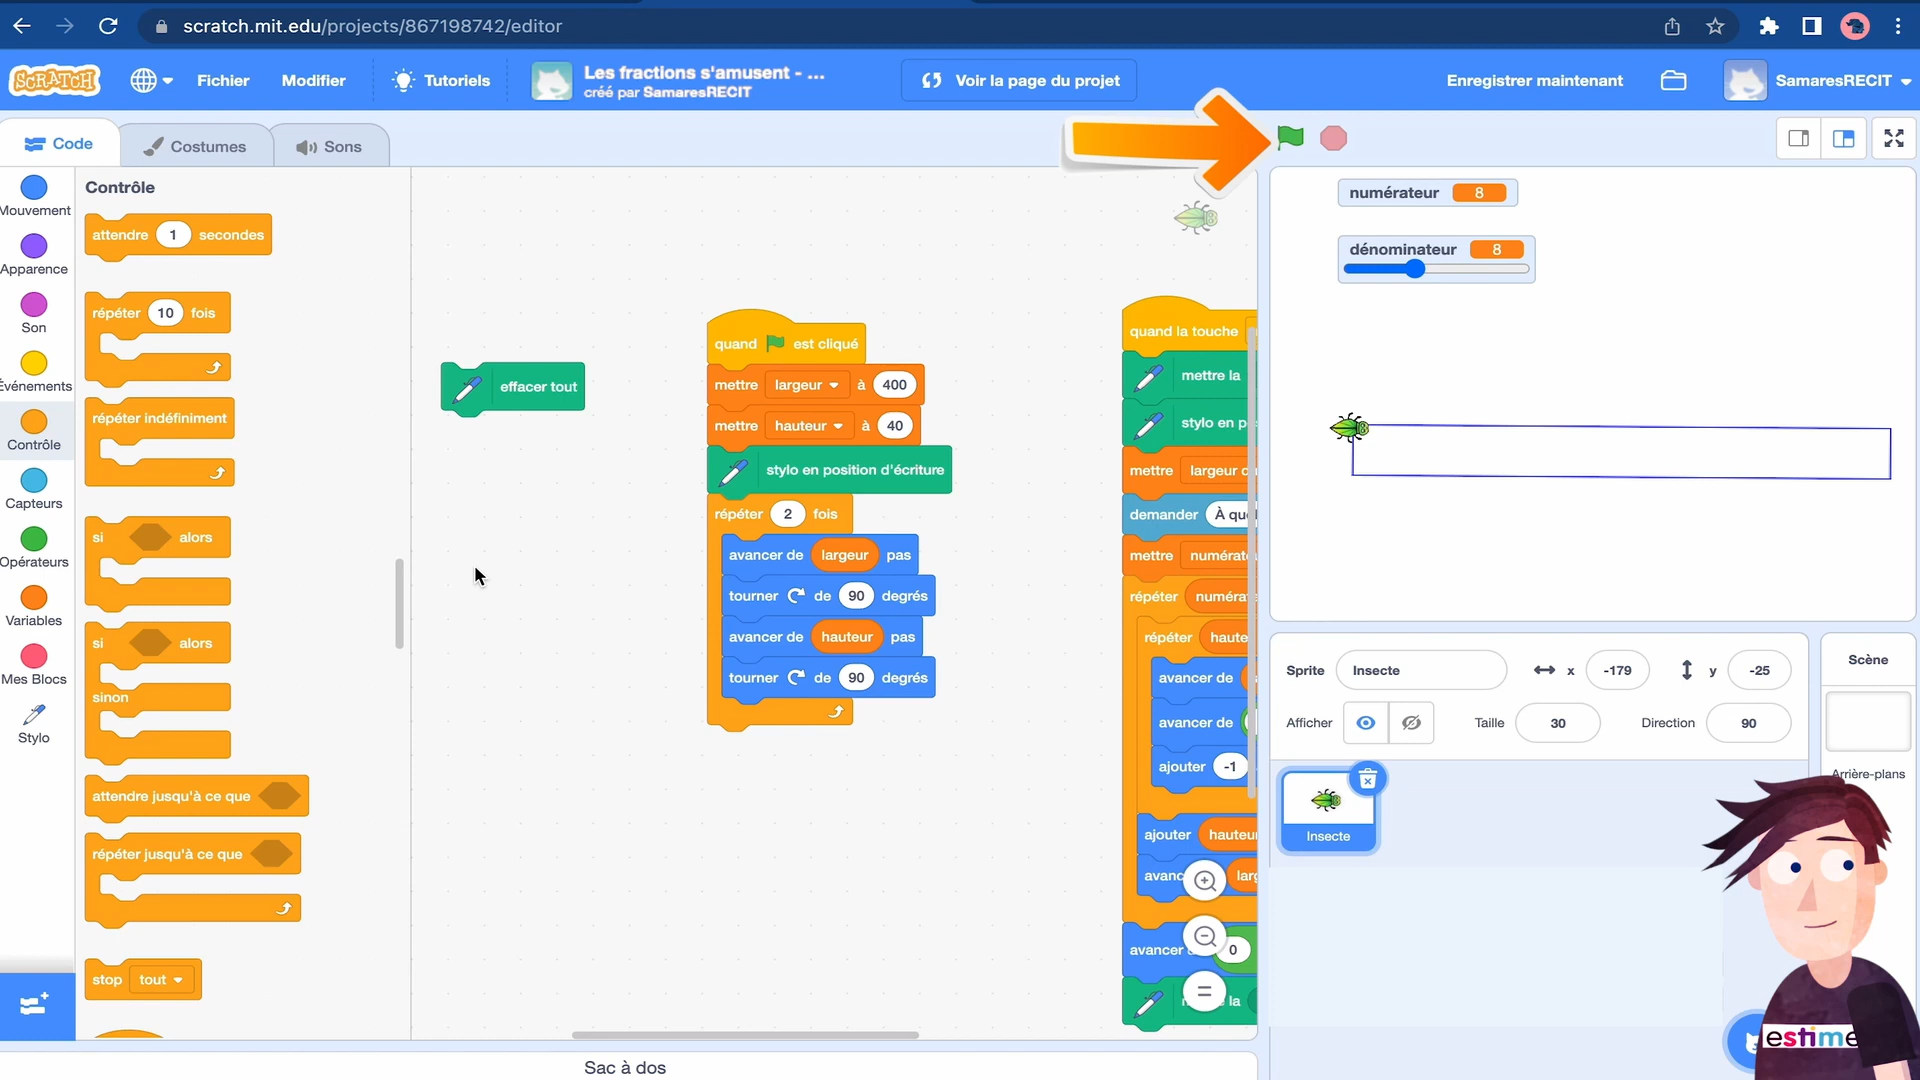 scratch.mit.edu/projects/867198742/editor
SCRATCH
Fichier
Modifier
Tutoriels
Les fractions s'amusent - ...
créé par SamaresRECIT
Voir la page du projet
Enregistrer maintenant
SamaresRECIT
Code
Costumes
Sons
Mouvement
Apparence
Son
Événements
Contrôle
Capteurs
Opérateurs
Variables
Mes Blocs
Stylo
Contrôle
attendre 1 secondes
répéter 10 fois
répéter indéfiniment
si alors
si alors
sinon
attendre jusqu'à ce que
répéter jusqu'à ce que
stop tout
effacer tout
quand est cliqué
mettre largeur à 400
mettre hauteur à 40
stylo en position d'écriture
répéter 2 fois
avancer de largeur pas
tourner de 90 degrés
avancer de hauteur pas
tourner de 90 degrés
quand la touche
mettre la
stylo en p
mettre largeur d
demander À que
mettre numérate
répéter numéra
répéter haute
avancer de
avancer de
ajouter -1
ajouter hauteur
avanc larg
avancer 0
la
Sac à dos
numérateur 8
dénominateur 8
Sprite Insecte x -179 y -25
Afficher Taille 30 Direction 90
Insecte
Scène
Arrière-plans
estime